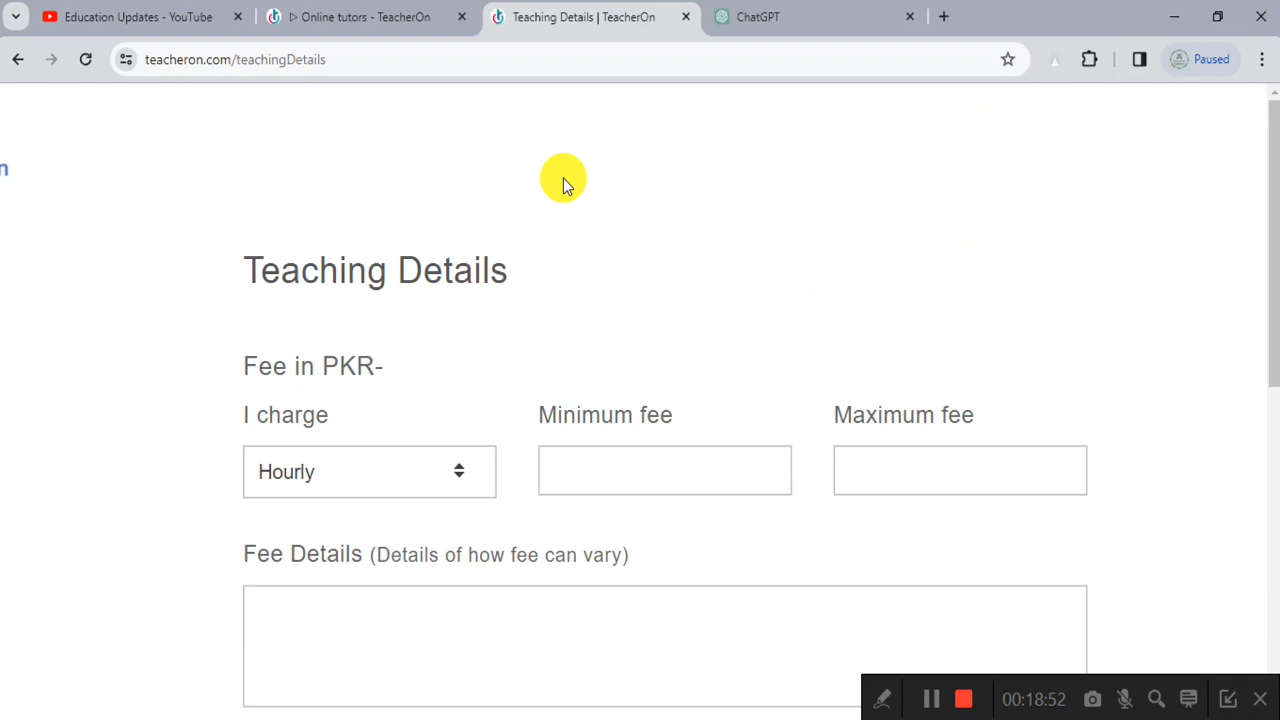 Education Updates - YouTube
▷ Online tutors - TeacherOn
Teaching Details | TeacherOn
ChatGPT
teacheron.com/teachingDetails
Paused
n
Teaching Details
Fee in PKR-
I charge
Minimum fee
Maximum fee
Hourly
Fee Details (Details of how fee can vary)
00:18:52